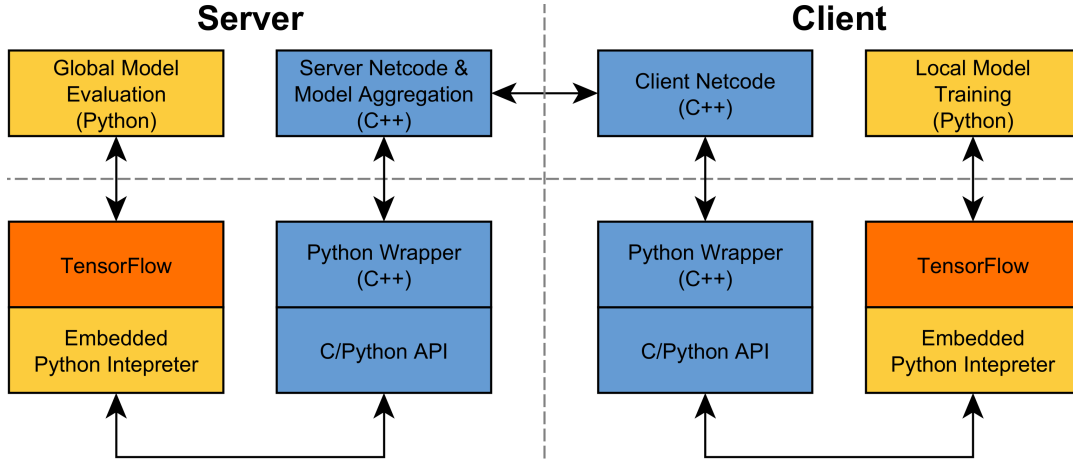 Server
Client
Global Model
Evaluation
(Python)
Server Netcode &
Model Aggregation
(C++)
Client Netcode
(C++)
Local Model
Training
(Python)
TensorFlow
Python Wrapper
(C++)
Python Wrapper
(C++)
TensorFlow
Embedded
Python Intepreter
C/Python API
C/Python API
Embedded
Python Intepreter